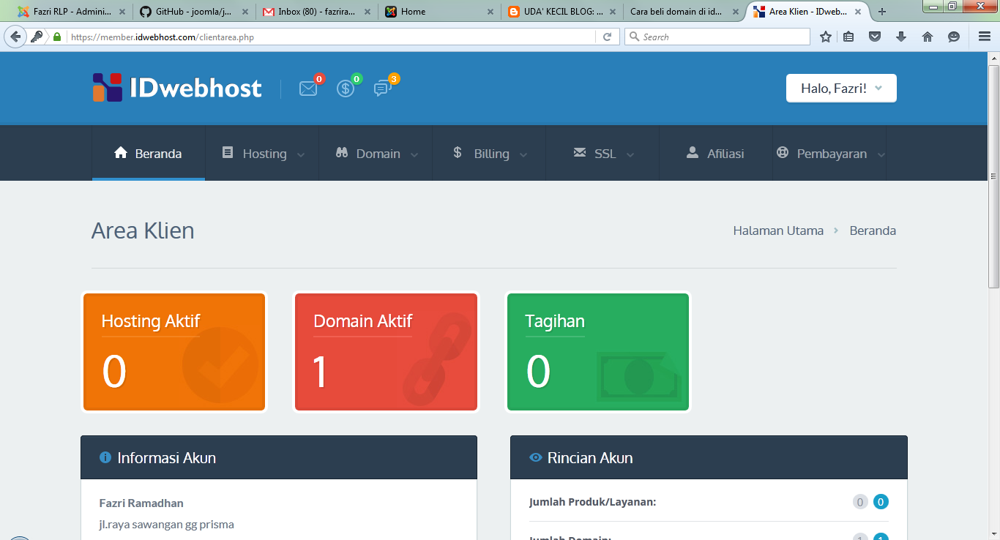 Fazri RLP - Admini...
GitHub - joomla/j...
Inbox (80) - fazrira...
Home
UDA' KECIL BLOG: ...
Cara beli domain di id...
Area Klien - IDweb...
https://member.idwebhost.com/clientarea.php
Search
IDwebhost
0
0
3
Halo, Fazri!
Beranda
Hosting
Domain
Billing
SSL
Afiliasi
Pembayaran
Area Klien
Halaman Utama
Beranda
Hosting Aktif
0
Domain Aktif
1
Tagihan
0
Informasi Akun
Fazri Ramadhan
jl.raya sawangan gg prisma
Rincian Akun
Jumlah Produk/Layanan:
0 0
Jumlah Domain:
1 1